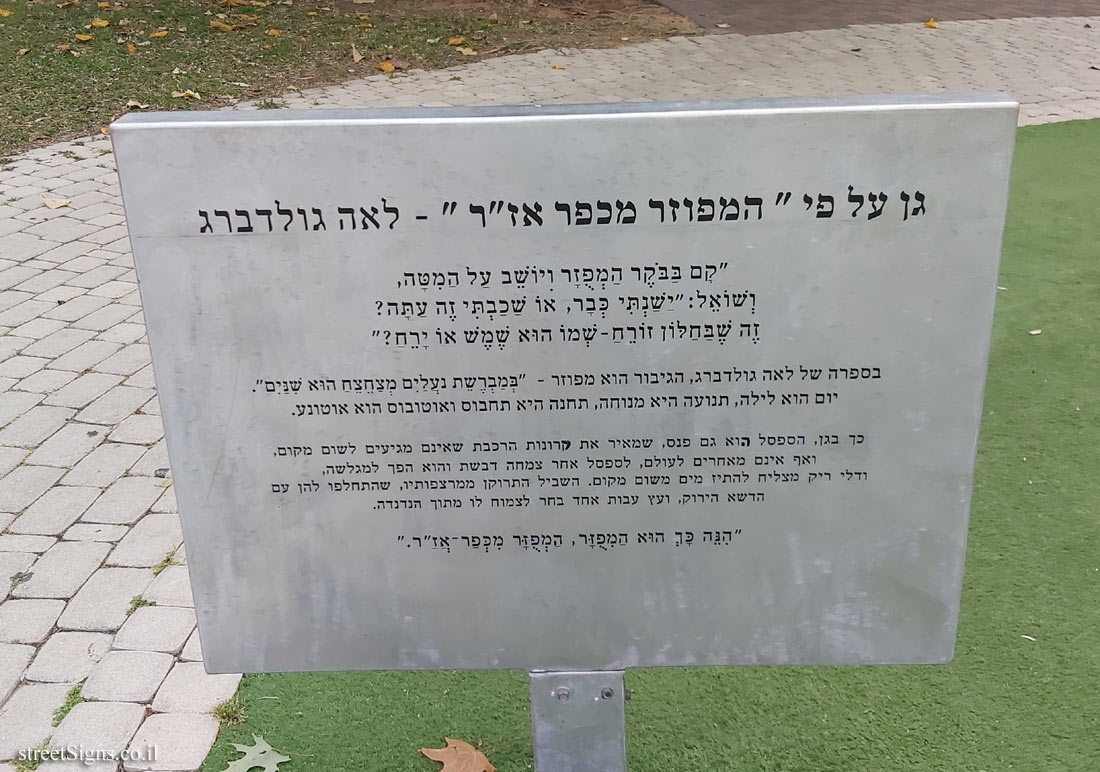 גן על פי " המפוזר מכפר אז"ר " - לאה גולדברג
"קָם בַּבֹּקֶר הַמְפֻזָּר וְיוֹשֵׁב עַל הַמִּטָּה,
וְשׁוֹאֵל: "יָשַׁנְתִּי כְּבָר, אוֹ שָׁכַבְתִּי זֶה עַתָּה?
זֶה שֶׁבַּחַלּוֹן זוֹרֵחַ-שְׁמוֹ הוּא שֶׁמֶשׁ אוֹ יָרֵחַ?"
בספרה של לאה גולדברג, הגיבור הוא מפוזר - "בְּמִבְרֶשֶׁת נַעֲלַיִם מְצַחְצֵחַ הוּא שִׁנַּיִם".
יום הוא לילה, תנועה היא מנוחה, תחנה היא תחבוס ואוטובוס הוא אוטונע.
כך בגן, הספסל הוא גם פנס, שמאיר את קרונות הרכבת שאינם מגיעים לשום מקום,
ואף אינם מאחרים לעולם, לספסל אחר צמחה דבשת והוא הפך למגלשה,
ודלי ריק מצליח להתיז מים משום מקום. השביל התרוקן ממרצפותיו, שהתחלפו להן עם
הדשא הירוק, ועץ עבות אחד בחר לצמוח לו מתוך הנדנדה.
"הִנֵּה כָּךְ הוּא הַמְפֻזָּר, הַמְפֻזָּר מִכְּפַר-אֲזַ"ר."
streetSigns.co.il